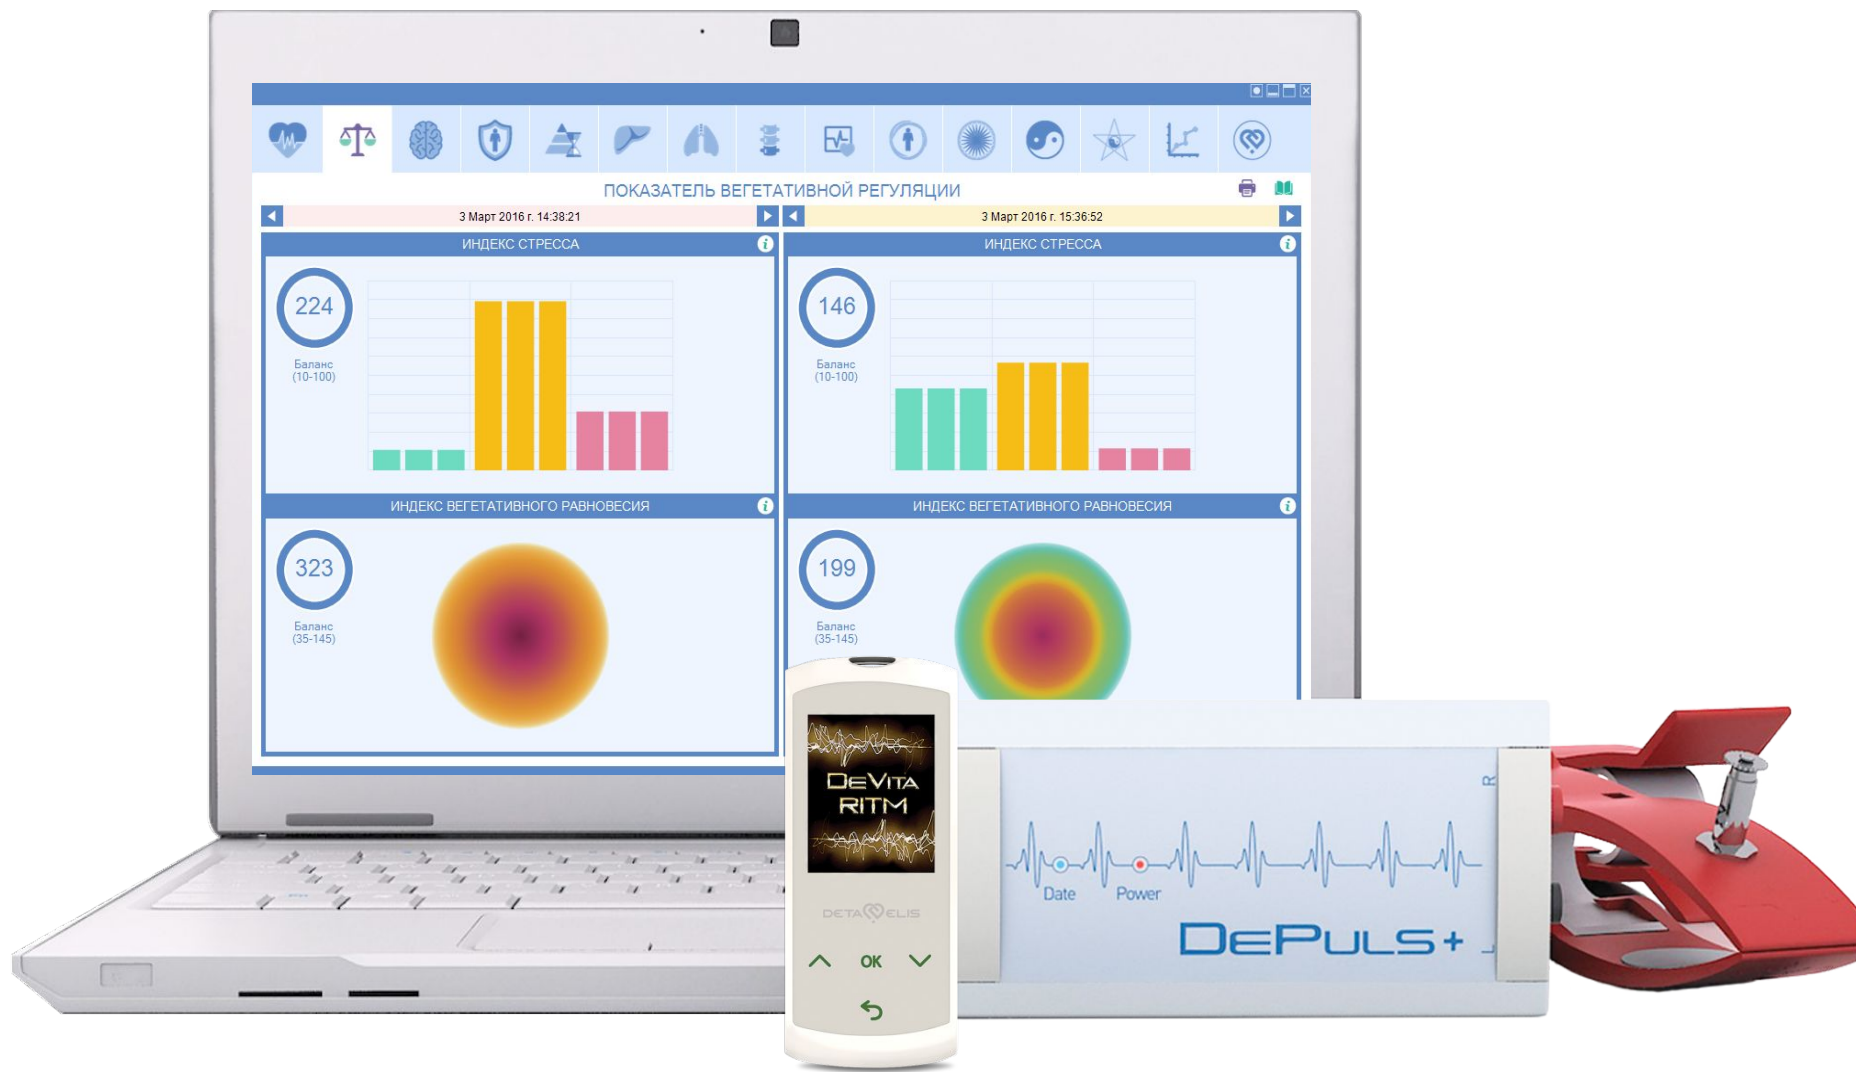 ПОКАЗАТЕЛЬ ВЕГЕТАТИВНОЙ РЕГУЛЯЦИИ
3 Март 2016 г. 14:38:21
3 Март 2016 г. 15:36:52
ИНДЕКС СТРЕССА
ИНДЕКС СТРЕССА
224
Баланс
(10-100)
146
Баланс
(10-100)
ИНДЕКС ВЕГЕТАТИВНОГО РАВНОВЕСИЯ
ИНДЕКС ВЕГЕТАТИВНОГО РАВНОВЕСИЯ
323
Баланс
(35-145)
199
Баланс
(35-145)
DEVITA
RITM
DETA ELIS
OK
R
Date
Power
DEPULS+
L